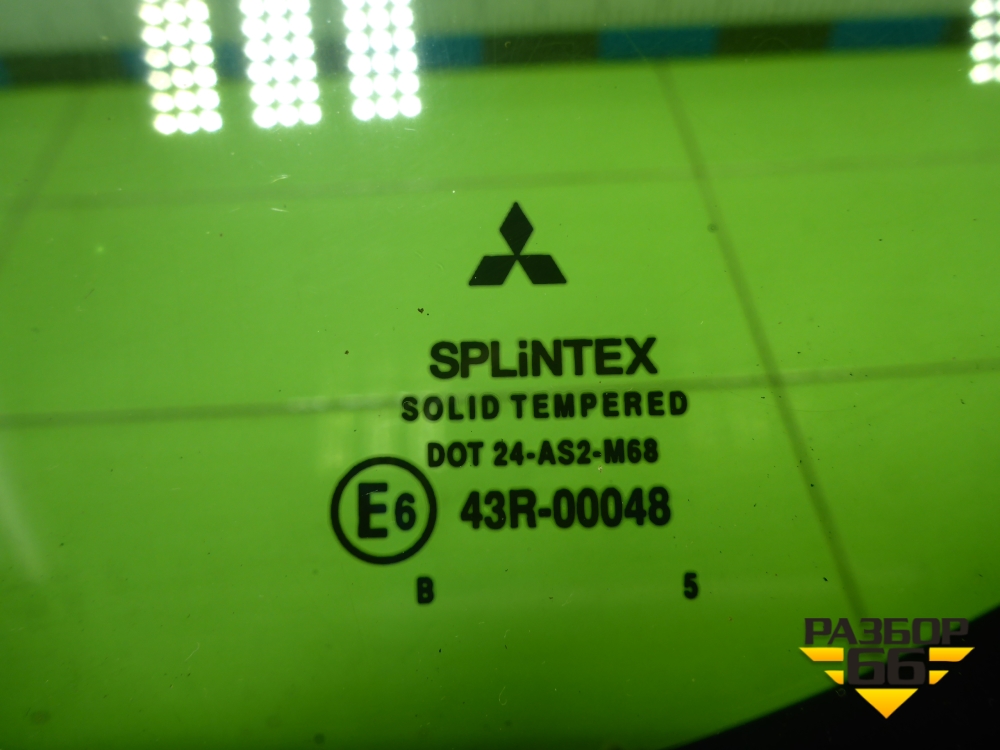 SPLiNTEX
SOLID TEMPERED
DOT 24-AS2-M68
E6 43R-00048
B 5
РАЗБОР
66